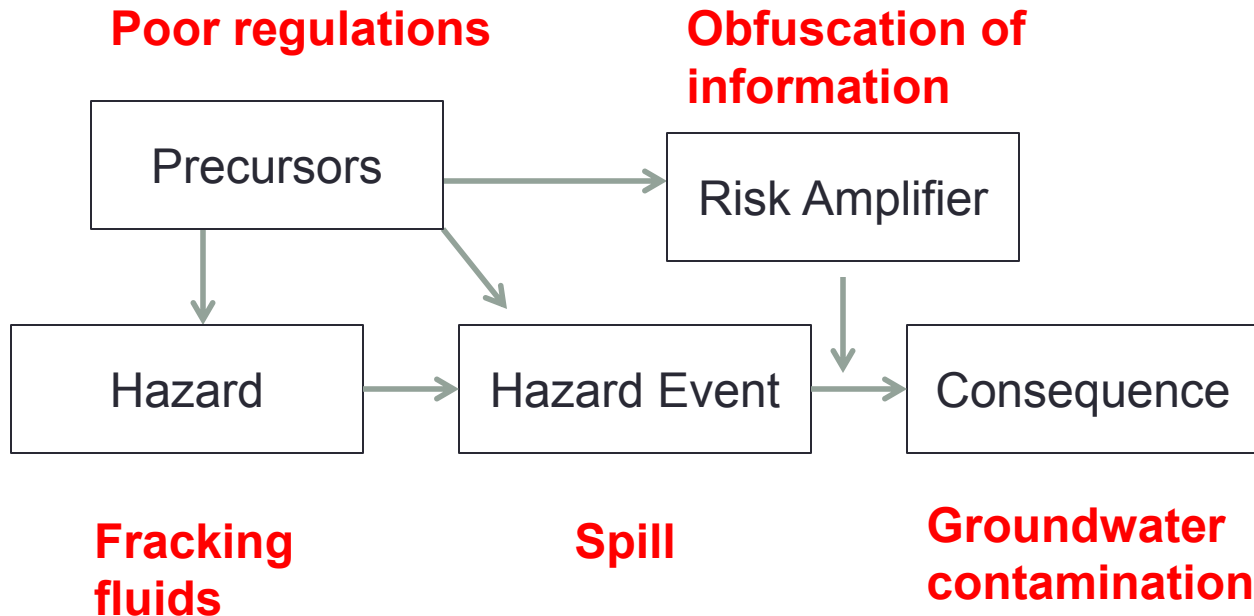 Poor regulations
Obfuscation of
information
Precursors
Risk Amplifier
Hazard
Hazard Event
Consequence
Fracking
fluids
Spill
Groundwater
contamination